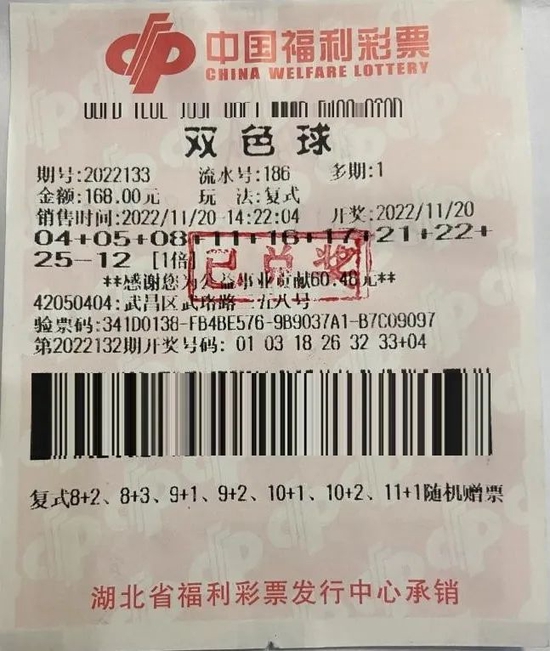 中国福利彩票
CHINA WELFARE LOTTERY
双色球
期号:2022133 流水号:186 多期:1
金额:168.00元 玩 法:复式
销售时间:2022/11/20-14:22:04 开奖:2022/11/20
04+05+08+11+16+17+21+22+
25-12 [1倍]
已兑奖
**感谢您为公益事业贡献60.48元**
42050404:武昌区武珞路一五八号
验票码:341D0138-FB4BE576-9B9037A1-B7C09097
第2022132期开奖号码: 01 03 18 26 32 33+04
复式8+2、8+3、9+1、9+2、10+1、10+2、11+1随机赠票
湖北省福利彩票发行中心承销